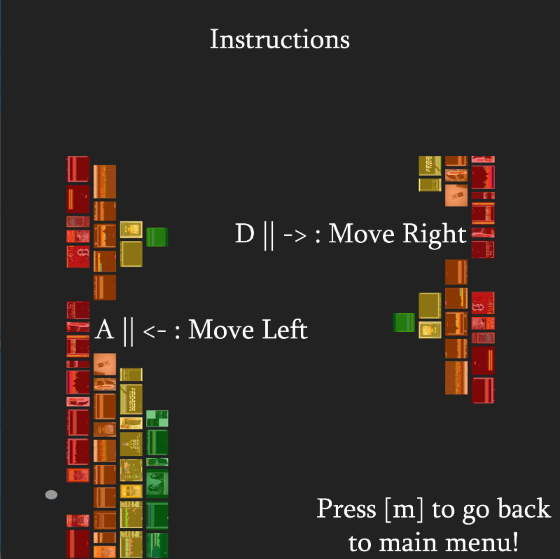 Instructions
D || -> : Move Right
A || <- : Move Left
Press [m] to go back
to main menu!